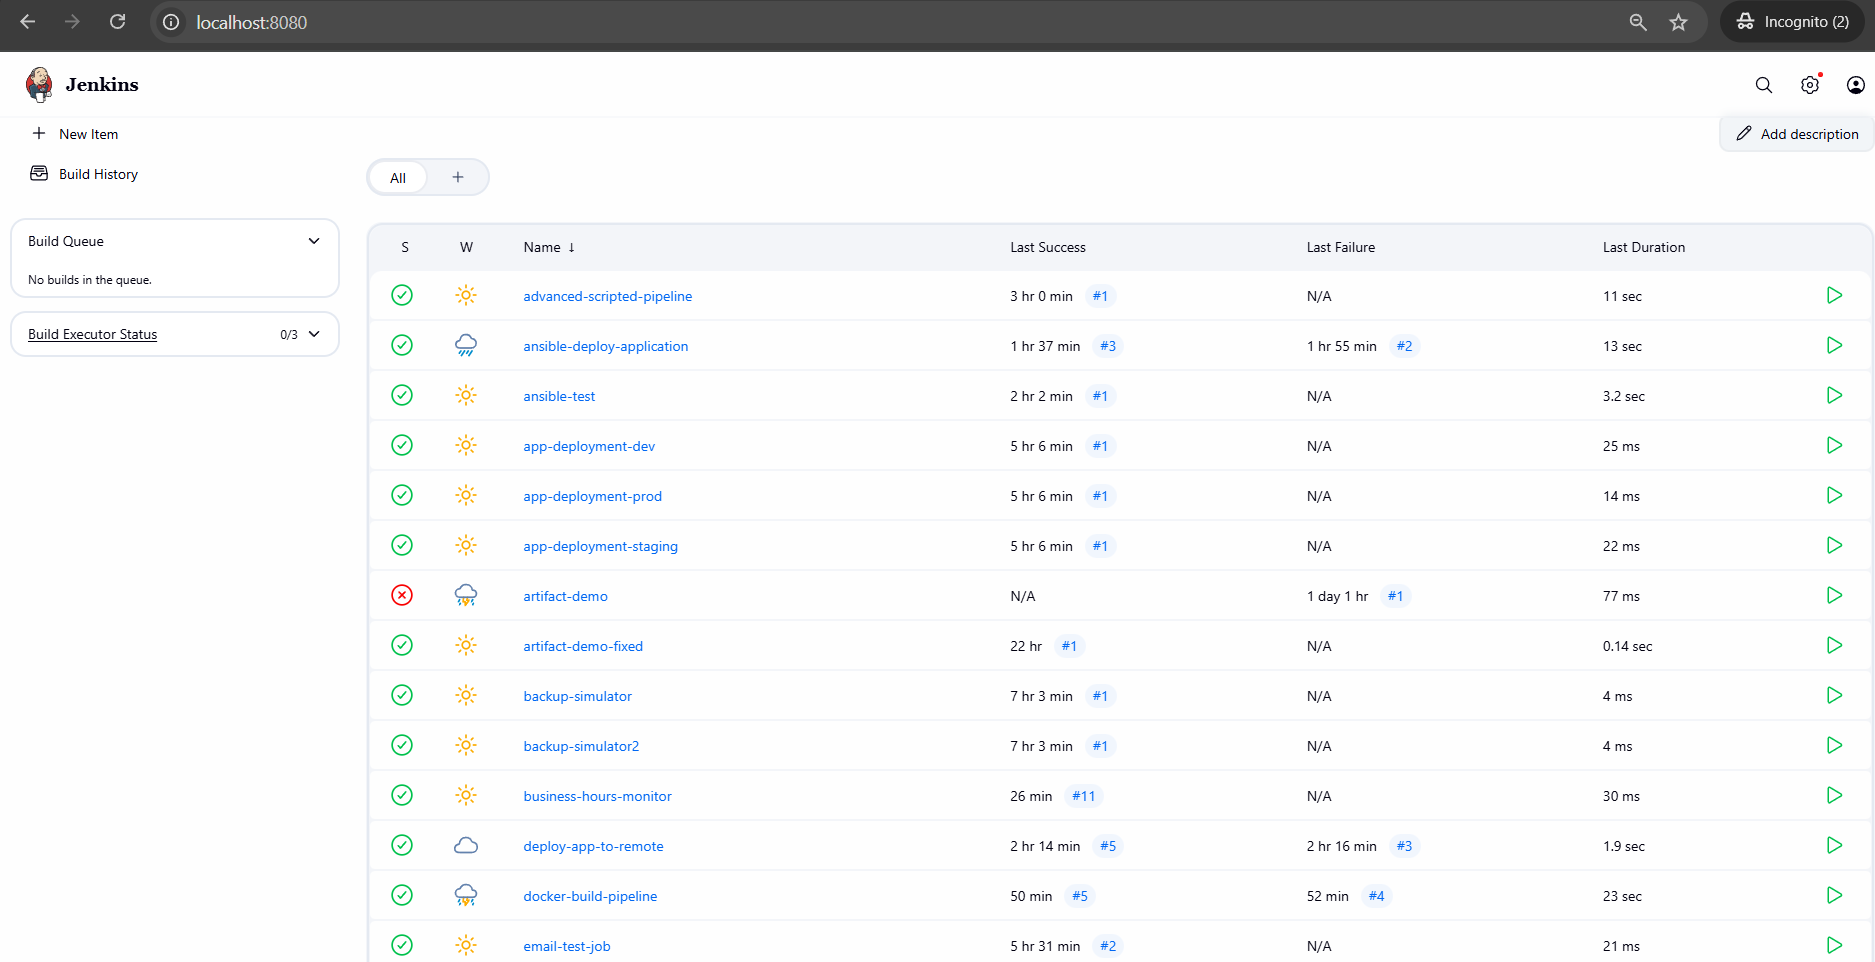 localhost:8080
Incognito (2)
Jenkins
New Item
Add description
Build History
All
Build Queue
No builds in the queue.
Build Executor Status 0/3
S W Name ↓ Last Success Last Failure Last Duration
advanced-scripted-pipeline 3 hr 0 min #1 N/A 11 sec
ansible-deploy-application 1 hr 37 min #3 1 hr 55 min #2 13 sec
ansible-test 2 hr 2 min #1 N/A 3.2 sec
app-deployment-dev 5 hr 6 min #1 N/A 25 ms
app-deployment-prod 5 hr 6 min #1 N/A 14 ms
app-deployment-staging 5 hr 6 min #1 N/A 22 ms
artifact-demo N/A 1 day 1 hr #1 77 ms
artifact-demo-fixed 22 hr #1 N/A 0.14 sec
backup-simulator 7 hr 3 min #1 N/A 4 ms
backup-simulator2 7 hr 3 min #1 N/A 4 ms
business-hours-monitor 26 min #11 N/A 30 ms
deploy-app-to-remote 2 hr 14 min #5 2 hr 16 min #3 1.9 sec
docker-build-pipeline 50 min #5 52 min #4 23 sec
email-test-job 5 hr 31 min #2 N/A 21 ms